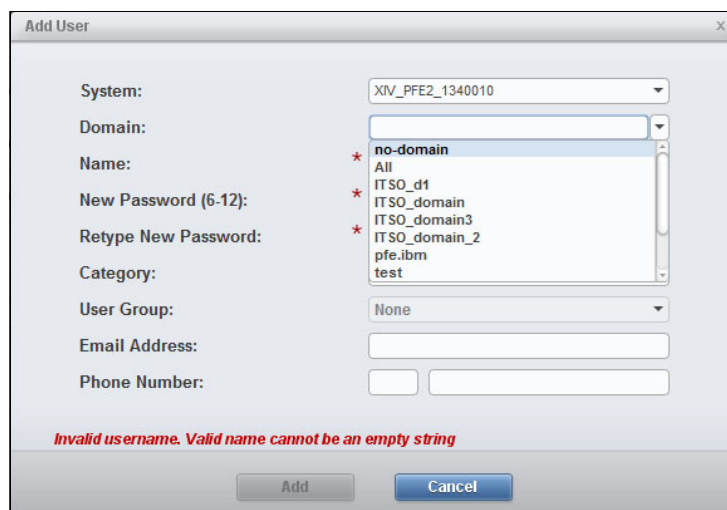 Add User
x
System: XIV_PFE2_1340010
Domain:
no-domain
Name: *
All
ITSO_d1
New Password (6-12): *
ITSO_domain
ITSO_domain3
Retype New Password: *
ITSO_domain_2
pfe.ibm
Category:
test
User Group: None
Email Address:
Phone Number:
Invalid username. Valid name cannot be an empty string
Add Cancel